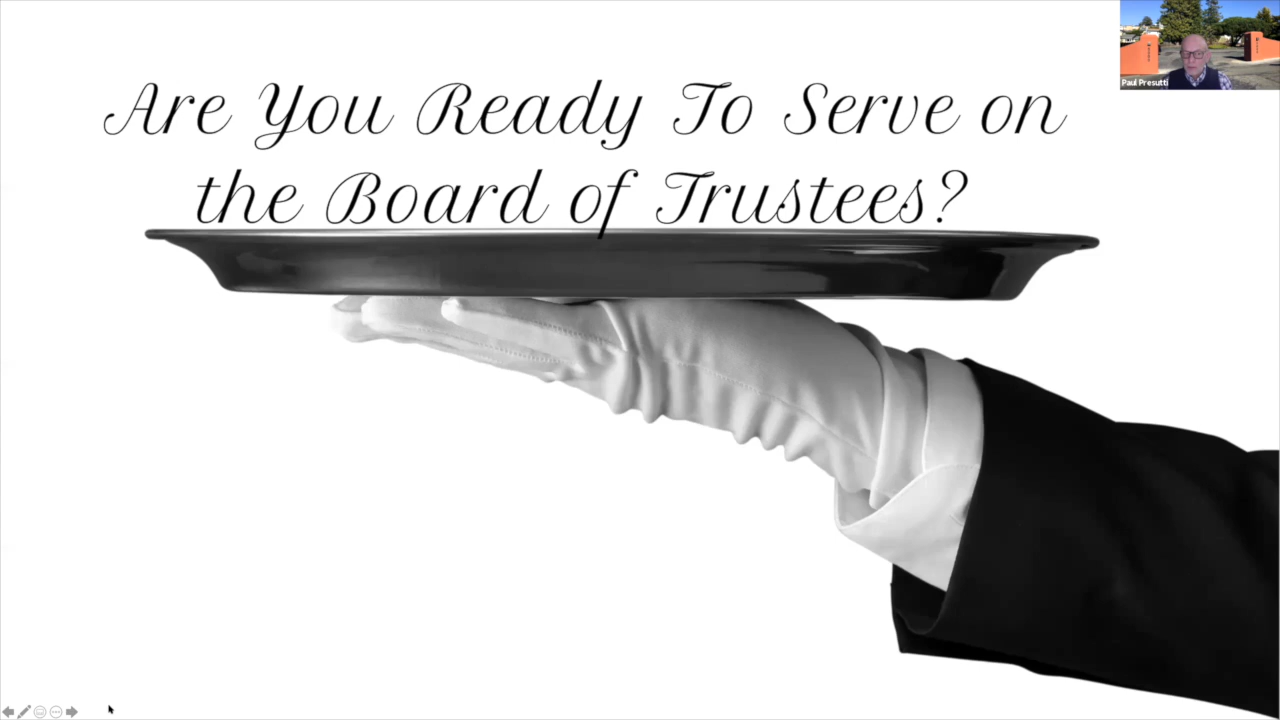 Are You Ready To Serve on
the Board of Trustees?
Paul Presutti